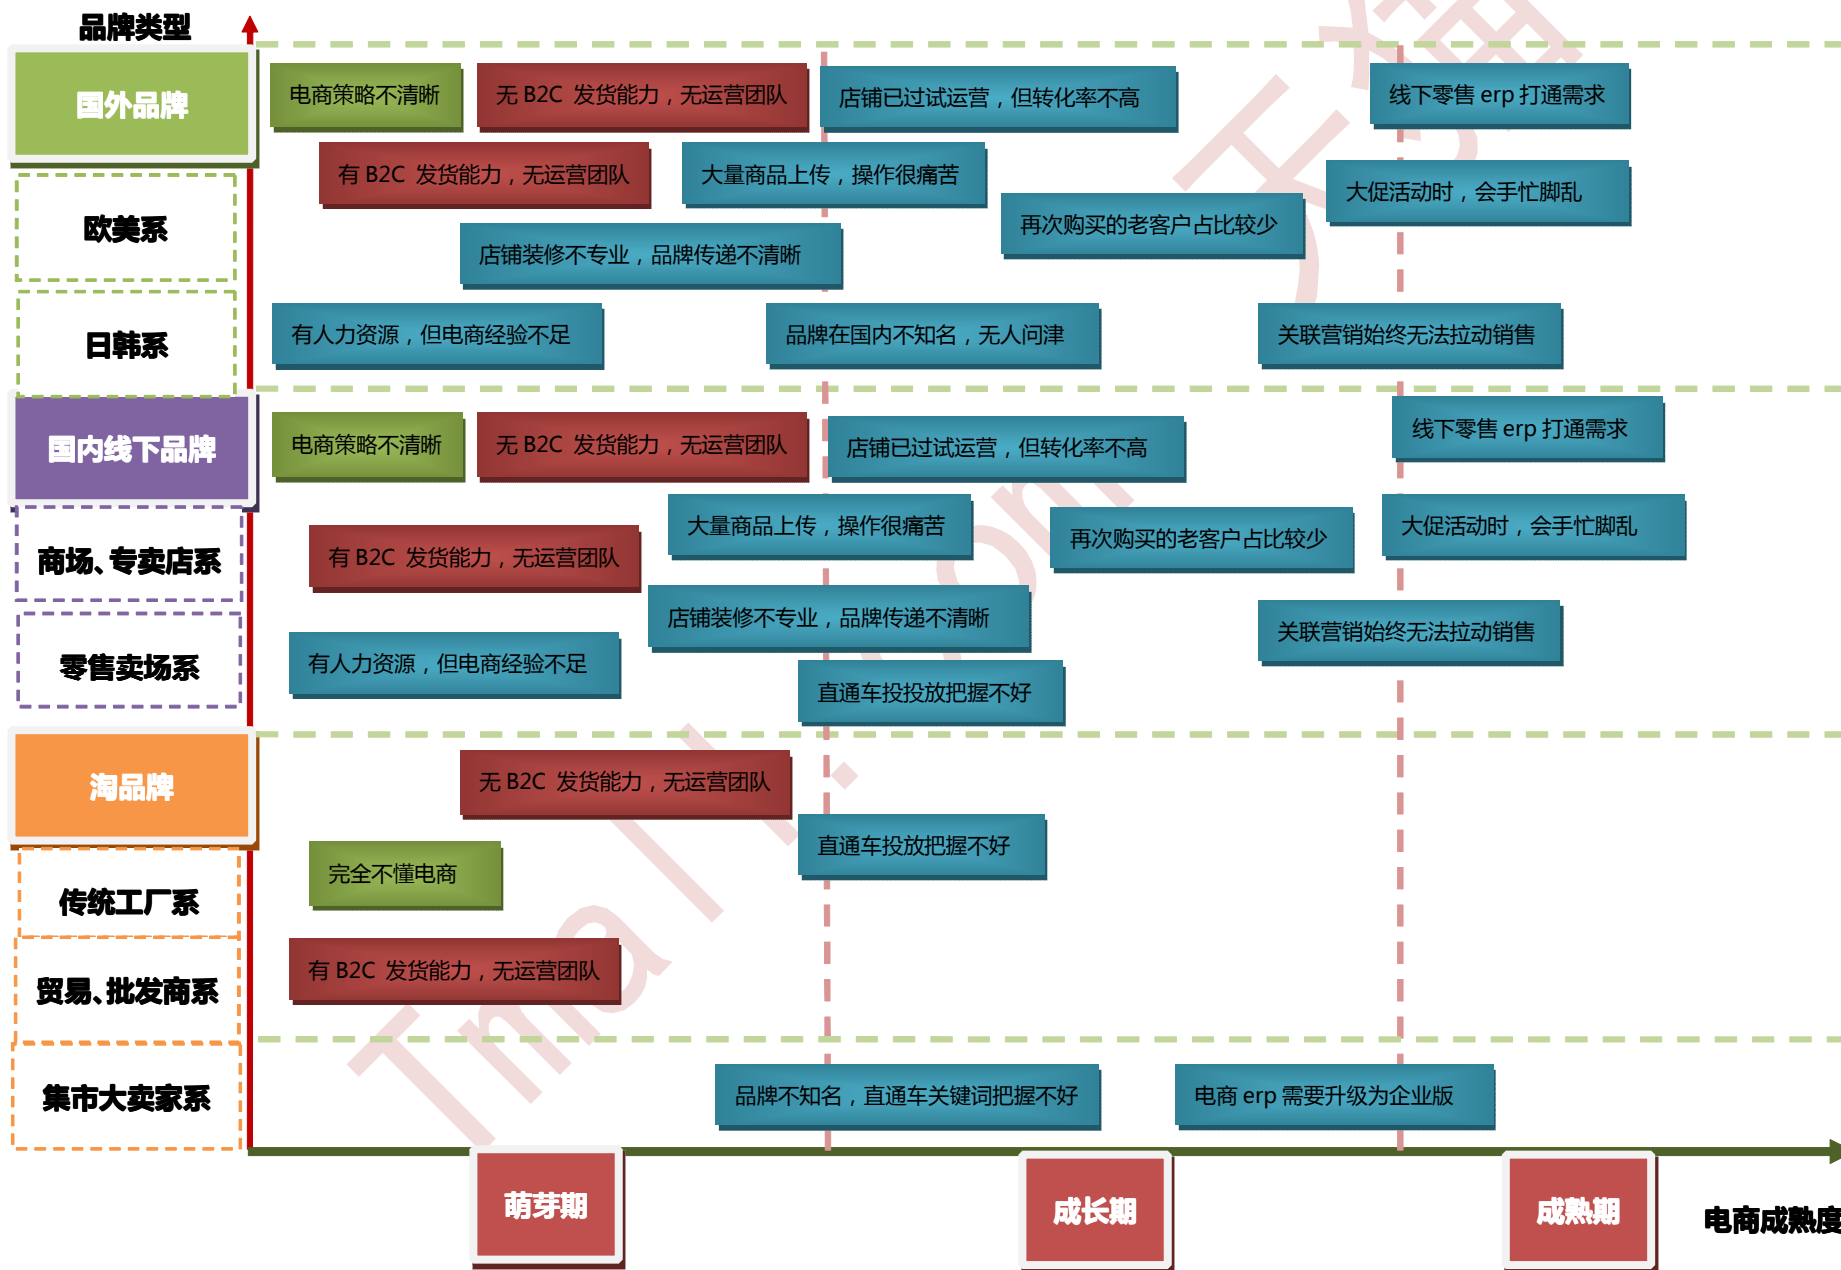 品牌类型
国外品牌
电商策略不清晰
无 B2C 发货能力，无运营团队
店铺已过试运营，但转化率不高
线下零售 erp 打通需求
有 B2C 发货能力，无运营团队
大量商品上传，操作很痛苦
大促活动时，会手忙脚乱
再次购买的老客户占比较少
欧美系
店铺装修不专业，品牌传递不清晰
日韩系
有人力资源，但电商经验不足
品牌在国内不知名，无人问津
关联营销始终无法拉动销售
国内线下品牌
电商策略不清晰
无 B2C 发货能力，无运营团队
店铺已过试运营，但转化率不高
线下零售 erp 打通需求
大量商品上传，操作很痛苦
再次购买的老客户占比较少
大促活动时，会手忙脚乱
商场、专卖店系
有 B2C 发货能力，无运营团队
店铺装修不专业，品牌传递不清晰
关联营销始终无法拉动销售
零售卖场系
有人力资源，但电商经验不足
直通车投投放把握不好
淘品牌
无 B2C 发货能力，无运营团队
直通车投放把握不好
完全不懂电商
传统工厂系
有 B2C 发货能力，无运营团队
贸易、批发商系
集市大卖家系
品牌不知名，直通车关键词把握不好
电商 erp 需要升级为企业版
萌芽期
成长期
成熟期
电商成熟度
天猫
Tmall.com